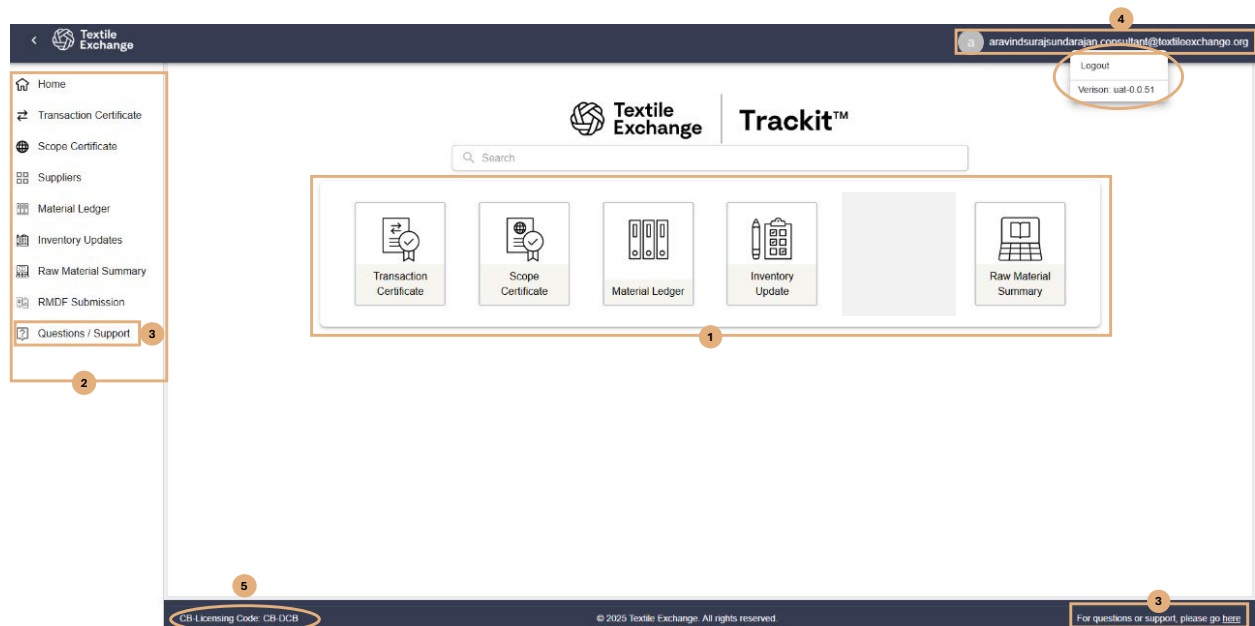 4
Textile
Exchange
a
aravindsurajsundarajan.consultant@textileexchange.org
Logout
Verison: uat-0.0.51
Home
Transaction Certificate
Scope Certificate
Suppliers
Material Ledger
Inventory Updates
Raw Material Summary
RMDF Submission
Questions / Support
3
2
Textile
Exchange
Trackit™
Search
Transaction
Certificate
Scope
Certificate
Material Ledger
Inventory
Update
Raw Material
Summary
1
5
CB-Licensing Code: CB-DCB
© 2025 Textile Exchange. All rights reserved.
3
For questions or support, please go here